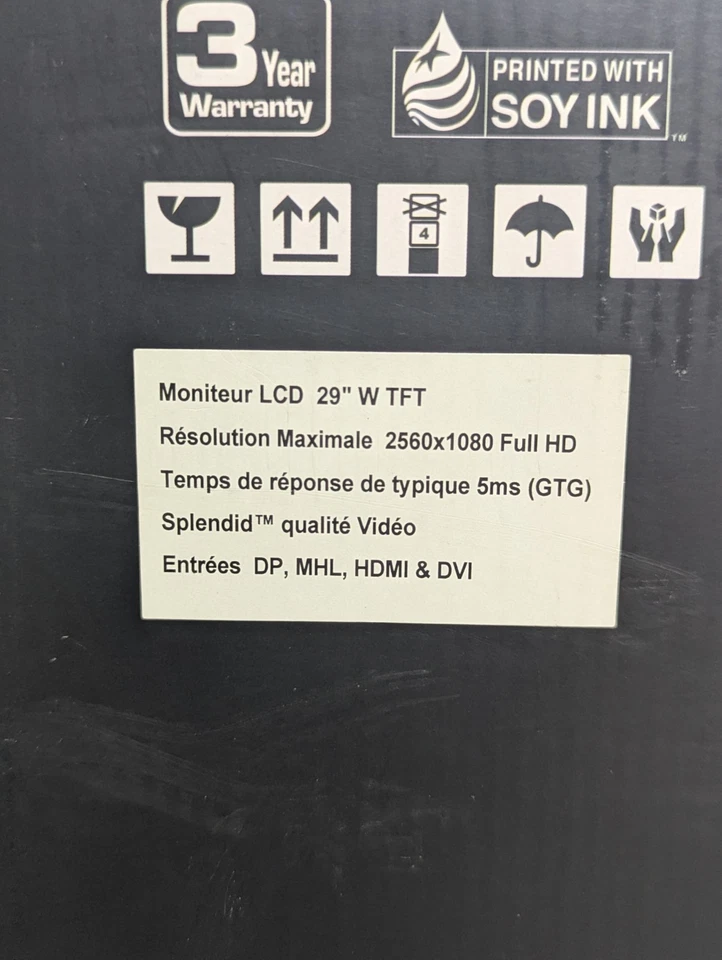 3 Year
Warranty
PRINTED WITH
SOY INK
TM
4
Moniteur LCD 29" W TFT
Résolution Maximale 2560x1080 Full HD
Temps de réponse de typique 5ms (GTG)
Splendid™ qualité Vidéo
Entrées DP, MHL, HDMI & DVI